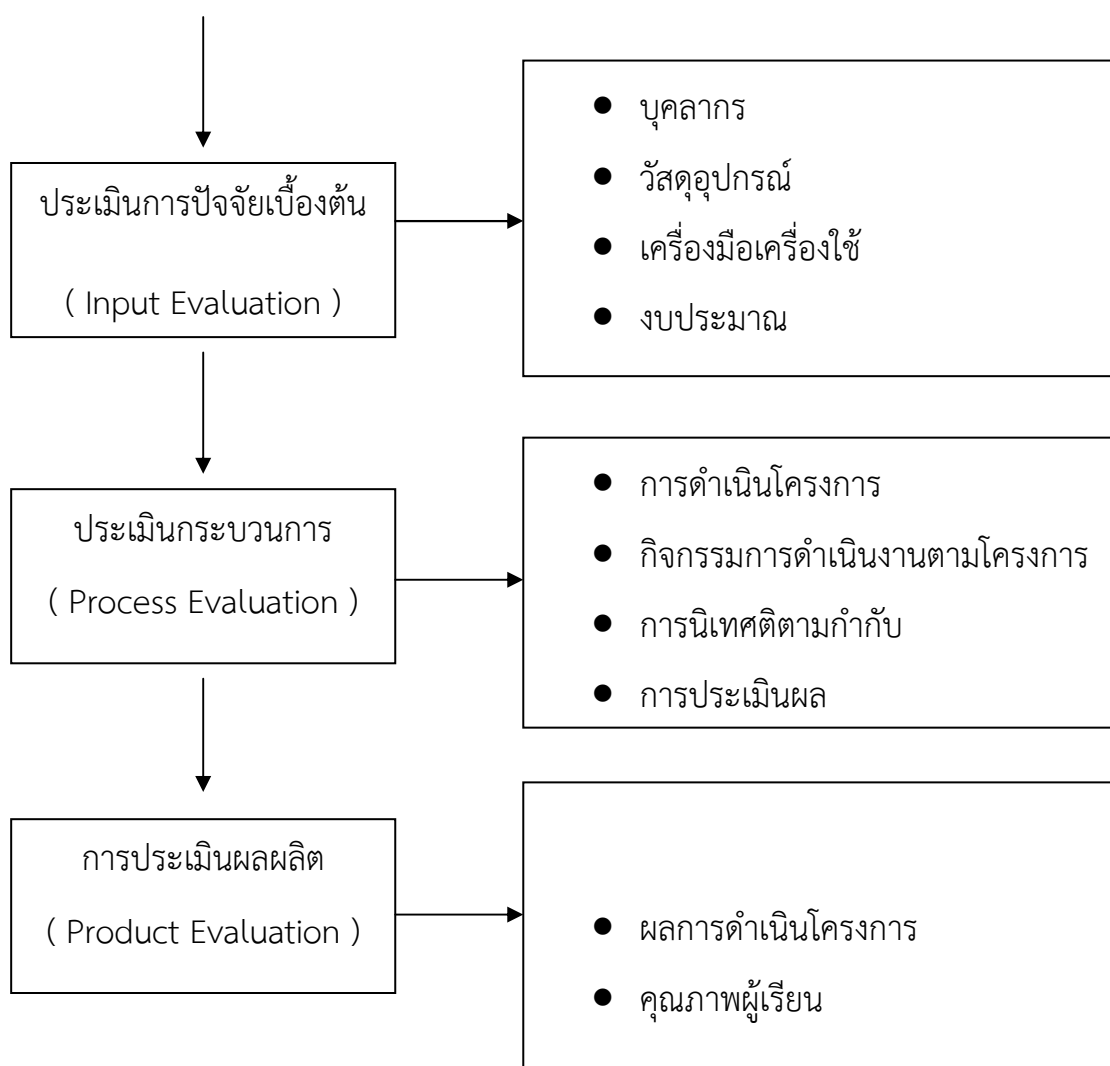 ประเมินการปัจจัยเบื้องต้น
( Input Evaluation )
● บุคลากร
● วัสดุอุปกรณ์
● เครื่องมือเครื่องใช้
● งบประมาณ
ประเมินกระบวนการ
( Process Evaluation )
● การดำเนินโครงการ
● กิจกรรมการดำเนินงานตามโครงการ
● การนิเทศติตามกำกับ
● การประเมินผล
การประเมินผลผลิต
( Product Evaluation )
● ผลการดำเนินโครงการ
● คุณภาพผู้เรียน